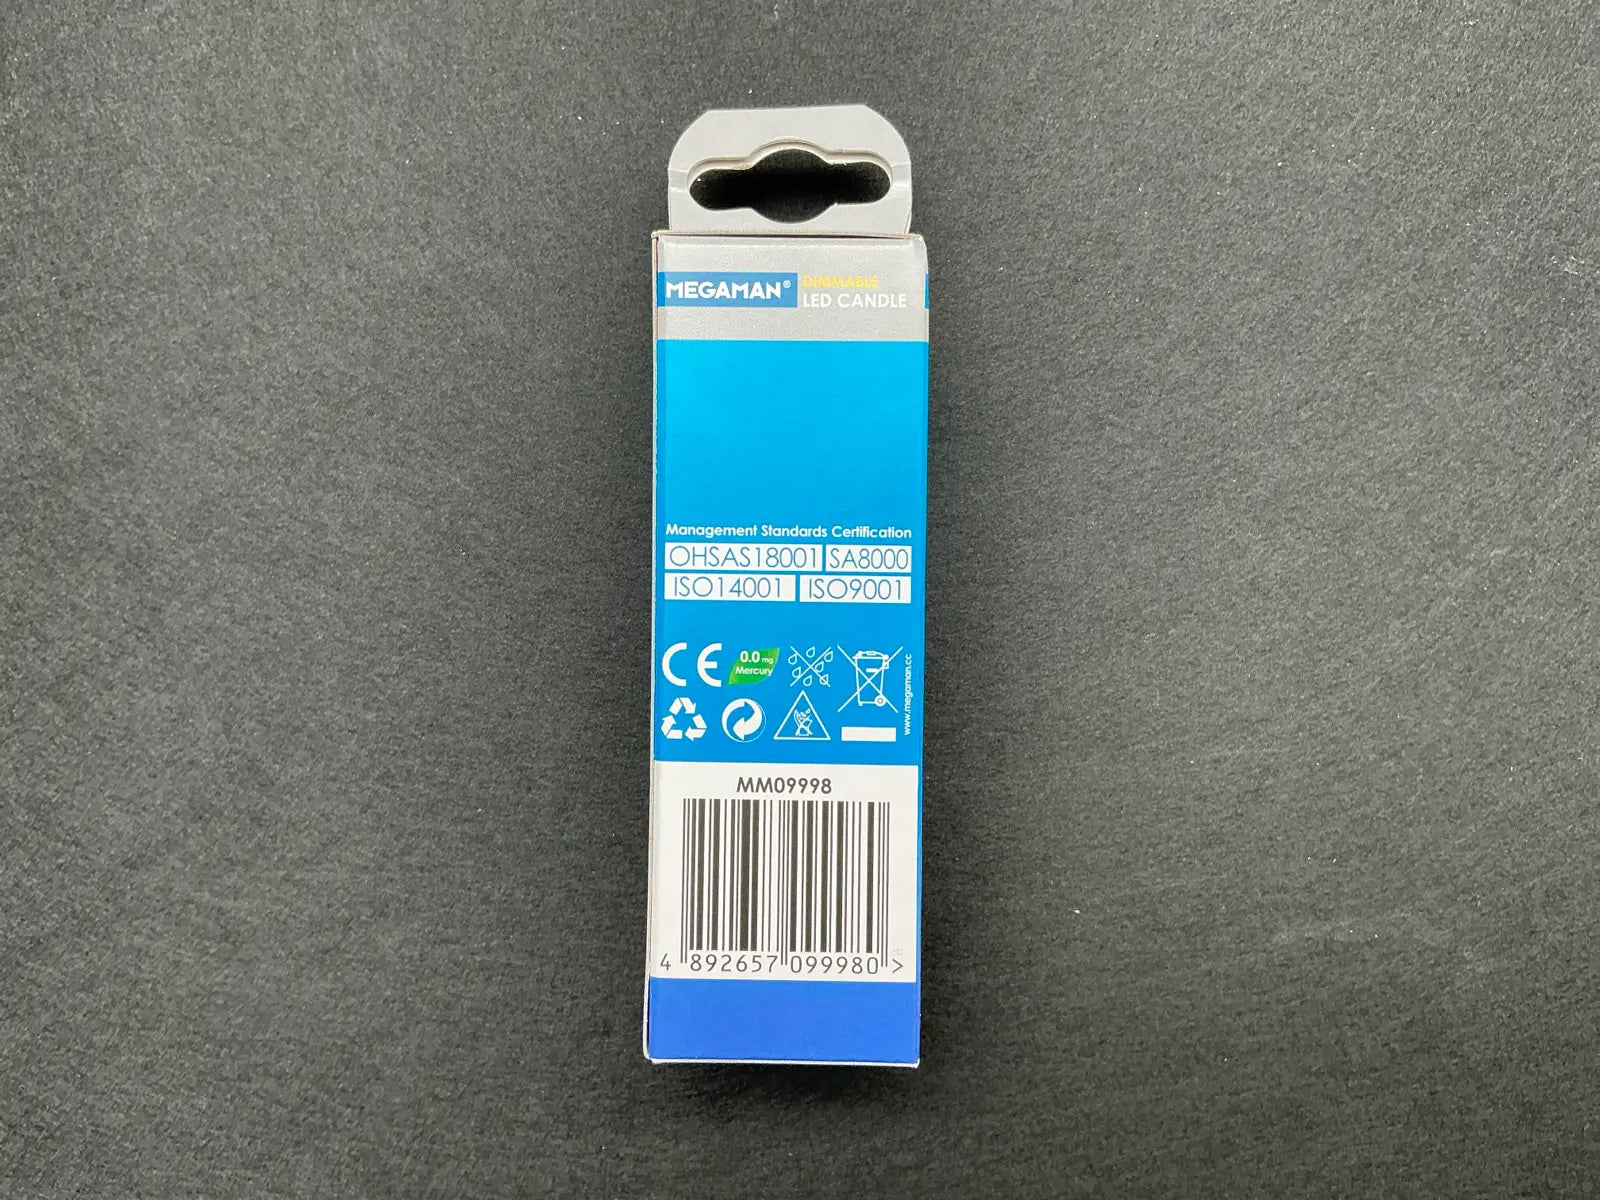 MEGAMAN® DIMMABLE
LED CANDLE
Management Standards Certification
OHSAS18001 SA8000
ISO14001 ISO9001
CE 0.0 mg
Mercury
www.megaman.cc
MM09998
4 892657 099980 >